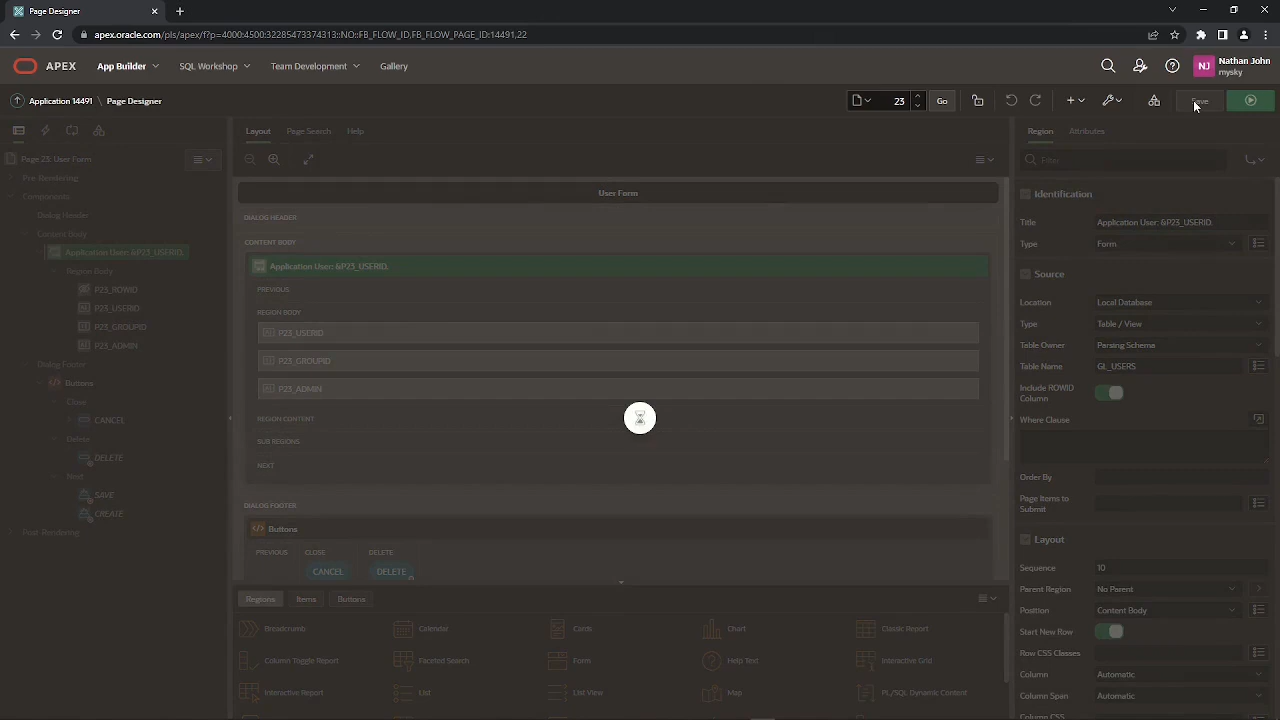 Page Designer
apex.oracle.com/pls/apex/f?p=4000:4500:32285473374313::NO::FB_FLOW_ID,FB_FLOW_PAGE_ID:14491,22
APEX App Builder SQL Workshop Team Development Gallery NJ Nathan John
mysky
Application 14491 \ Page Designer 23 Go Save
Layout Page Search Help Region Attributes
Page 23: User Form Filter
Pre-Rendering
Components
Dialog Header
Content Body
Application User: &P23_USERID.
Region Body
P23_ROWID
P23_USERID
P23_GROUPID
P23_ADMIN
Dialog Footer
Buttons
Close
CANCEL
Delete
DELETE
Next
SAVE
CREATE
Post-Rendering
User Form
DIALOG HEADER
CONTENT BODY
Application User: &P23_USERID.
PREVIOUS
REGION BODY
P23_USERID
P23_GROUPID
P23_ADMIN
REGION CONTENT
SUB REGIONS
NEXT
DIALOG FOOTER
Buttons
PREVIOUS CLOSE DELETE
CANCEL DELETE
Regions Items Buttons
Breadcrumb Calendar Cards Chart Classic Report
Column Toggle Report Faceted Search Form Help Text Interactive Grid
Interactive Report List List View Map PL/SQL Dynamic Content
Identification
Title Application User: &P23_USERID.
Type Form
Source
Location Local Database
Type Table / View
Table Owner Parsing Schema
Table Name GL_USERS
Include ROWID
Column
Where Clause
Order By
Page Items to
Submit
Layout
Sequence 10
Parent Region No Parent
Position Content Body
Start New Row
Row CSS Classes
Column Automatic
Column Span Automatic
Column CSS